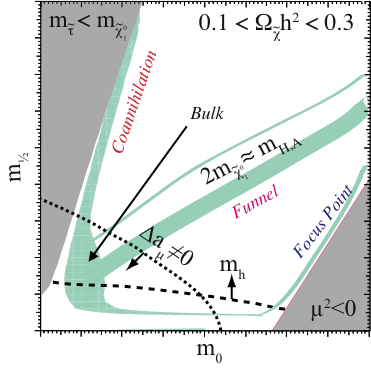 m_τ̃ < m_χ̃₁⁰
0.1 < Ω_χ̃ h² < 0.3
Coannihilation
Bulk
2m_χ̃₁⁰ ≈ m_H,A
Funnel
Focus Point
Δa_μ ≠ 0
m_h
μ²<0
m_½
m₀